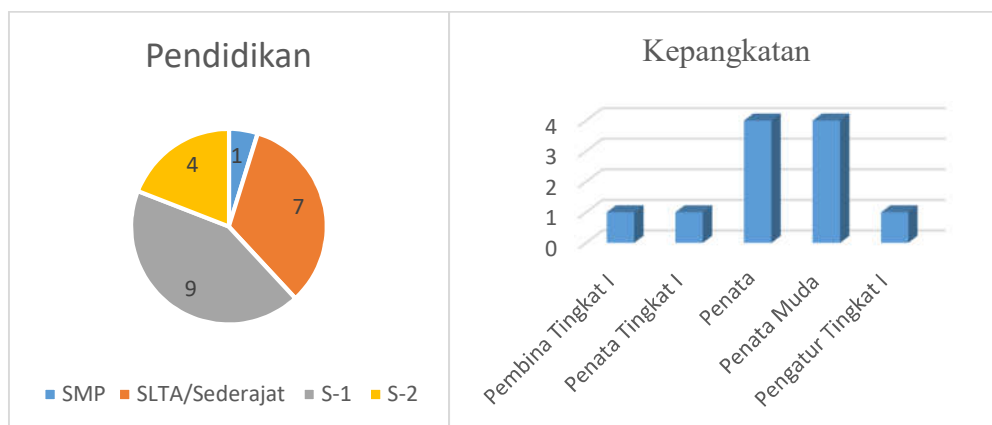 Pendidikan
1
7
9
4
SMP SLTA/Sederajat S-1 S-2
Kepangkatan
4
3
2
1
0
Pembina Tingkat I
Penata Tingkat I
Penata
Penata Muda
Pengatur Tingkat I